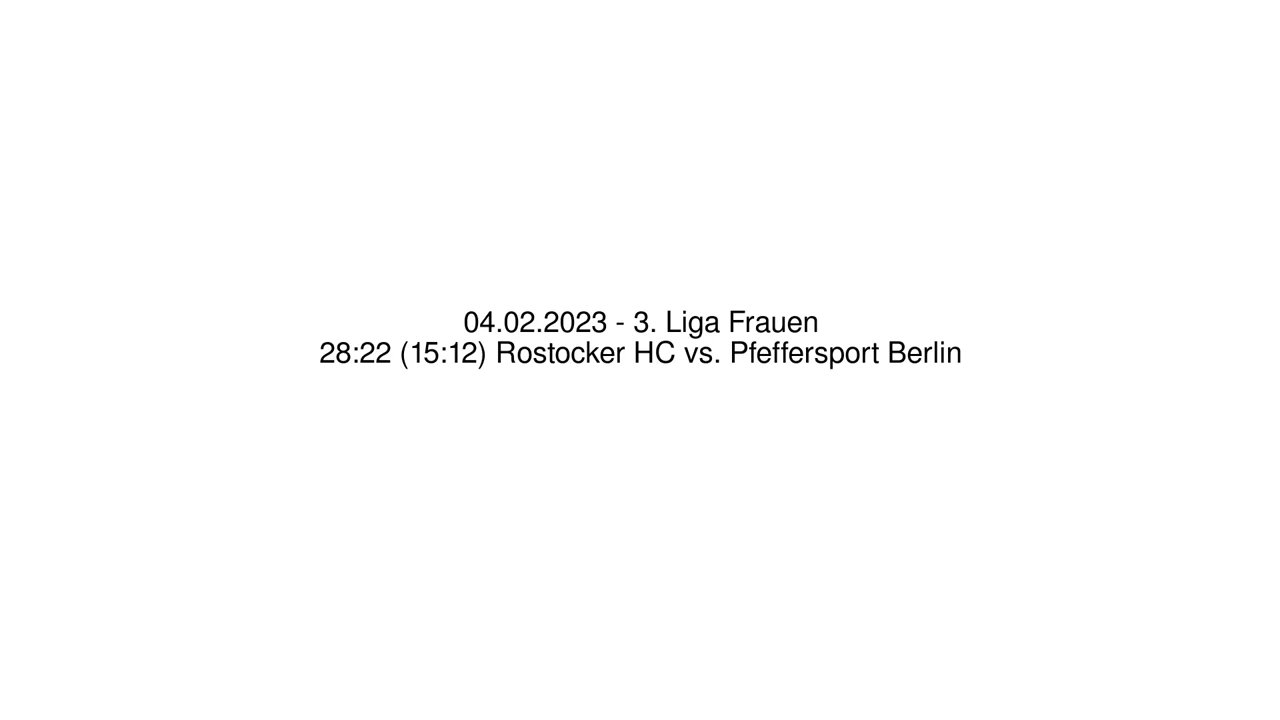 04.02.2023 - 3. Liga Frauen
28:22 (15:12) Rostocker HC vs. Pfeffersport Berlin